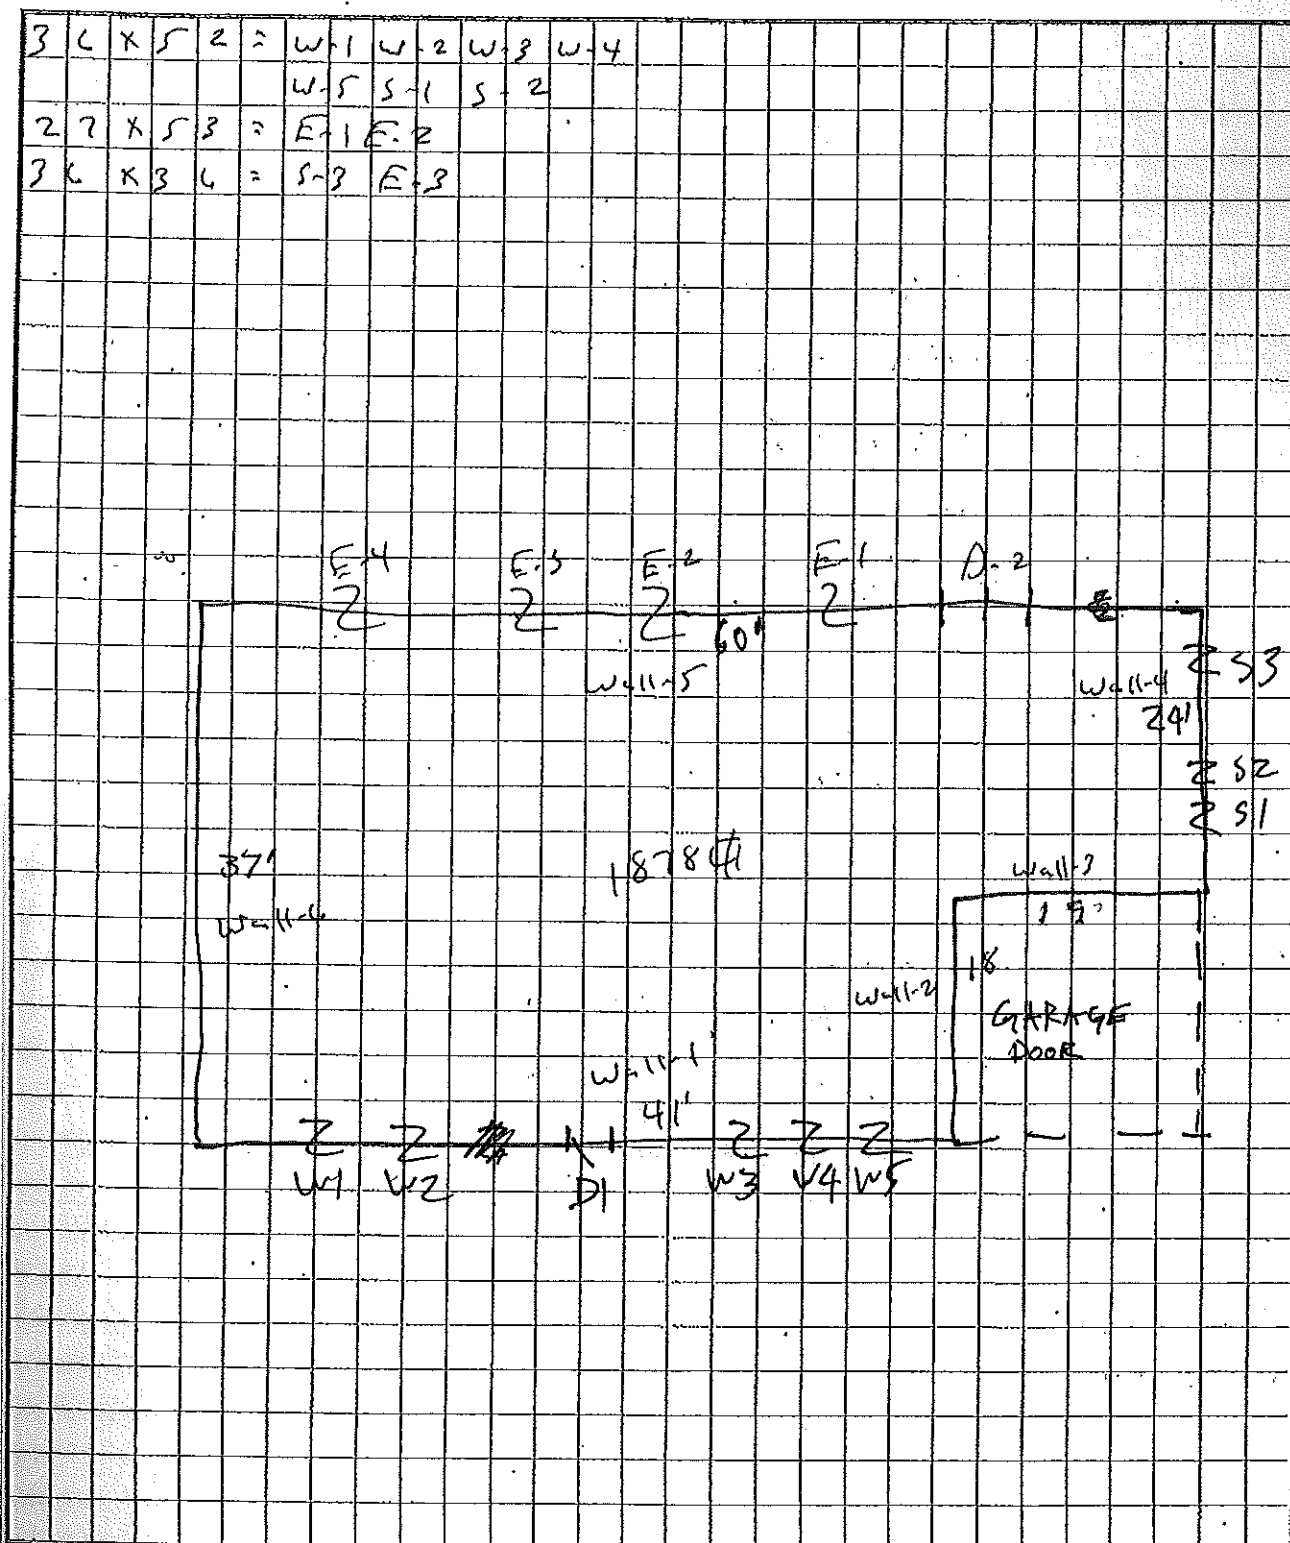 36 X 52 = W-1 W-2 W-3 W-4
W-5 S-1 S-2
27 X 53 = E-1 E-2
36 X 36 = S-3 E-3
E-4 E-3 E-2 E-1 D-2
60'
Wall-5
S3
Wall-4
24'
S2
S1
37'
Wall-6
1878
Wall-3
19'
Wall-2
18
GARAGE
DOOR
Wall-1
41'
W1 W2 D1 W3 W4 W5